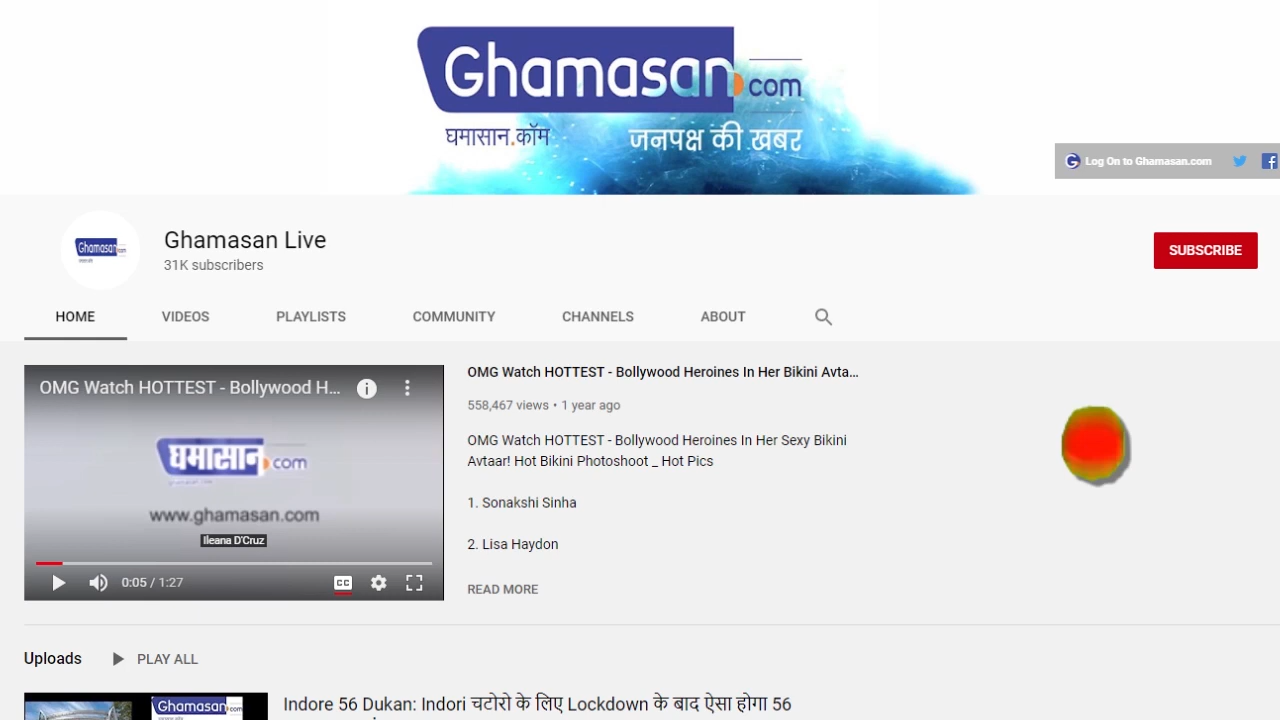 Ghamasan.com
घमासान.कॉम जनपक्ष की खबर
Log On to Ghamasan.com
Ghamasan
Ghamasan Live
31K subscribers
SUBSCRIBE
HOME VIDEOS PLAYLISTS COMMUNITY CHANNELS ABOUT
OMG Watch HOTTEST - Bollywood H...
घमासान.com
www.ghamasan.com
Ileana D'Cruz
0:05 / 1:27
CC
OMG Watch HOTTEST - Bollywood Heroines In Her Bikini Avta...
558,467 views • 1 year ago
OMG Watch HOTTEST - Bollywood Heroines In Her Sexy Bikini
Avtaar! Hot Bikini Photoshoot _ Hot Pics
1. Sonakshi Sinha
2. Lisa Haydon
READ MORE
Uploads PLAY ALL
Ghamasan.com
Indore 56 Dukan: Indori चटोरो के लिए Lockdown के बाद ऐसा होगा 56